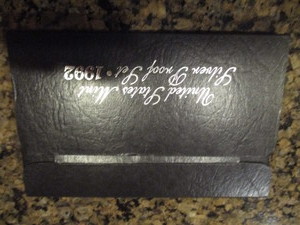 United States Mint
Silver Proof Set • 1992